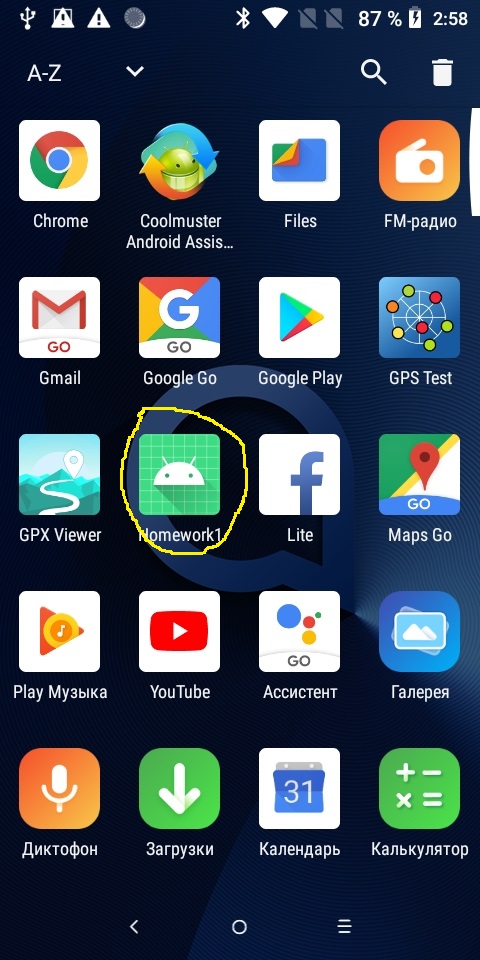 87 % 2:58
A-Z
Chrome
Coolmuster
Android Assis...
Files
FM-радио
GO
GO
Gmail
Google Go
Google Play
GPS Test
GO
GPX Viewer
Homework1
Lite
Maps Go
GO
Play Музыка
YouTube
Ассистент
Галерея
31
Диктофон
Загрузки
Календарь
Калькулятор